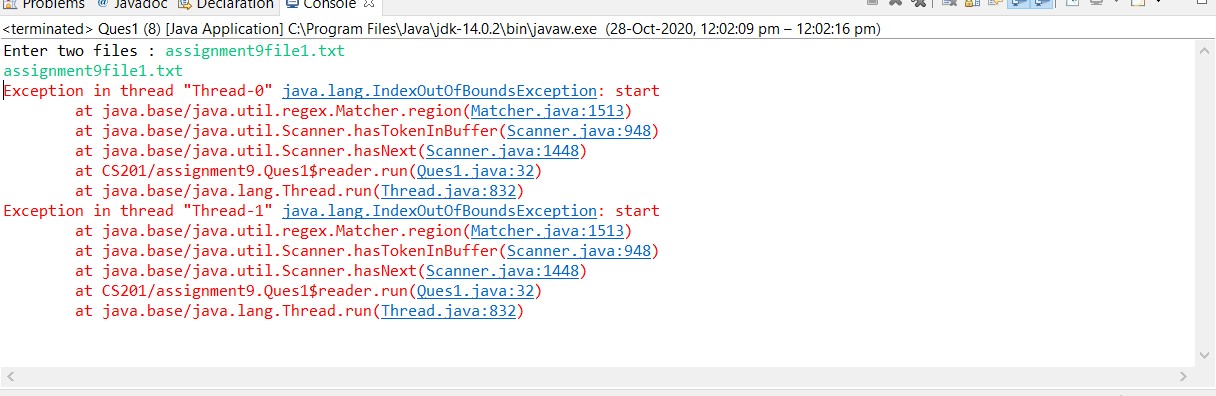 Problems @ Javadoc Declaration Console
<terminated> Ques1 (8) [Java Application] C:\Program Files\Java\jdk-14.0.2\bin\javaw.exe (28-Oct-2020, 12:02:09 pm – 12:02:16 pm)
Enter two files : assignment9file1.txt
assignment9file1.txt
Exception in thread "Thread-0" java.lang.IndexOutOfBoundsException: start
at java.base/java.util.regex.Matcher.region(Matcher.java:1513)
at java.base/java.util.Scanner.hasTokenInBuffer(Scanner.java:948)
at java.base/java.util.Scanner.hasNext(Scanner.java:1448)
at CS201/assignment9.Ques1$reader.run(Ques1.java:32)
at java.base/java.lang.Thread.run(Thread.java:832)
Exception in thread "Thread-1" java.lang.IndexOutOfBoundsException: start
at java.base/java.util.regex.Matcher.region(Matcher.java:1513)
at java.base/java.util.Scanner.hasTokenInBuffer(Scanner.java:948)
at java.base/java.util.Scanner.hasNext(Scanner.java:1448)
at CS201/assignment9.Ques1$reader.run(Ques1.java:32)
at java.base/java.lang.Thread.run(Thread.java:832)